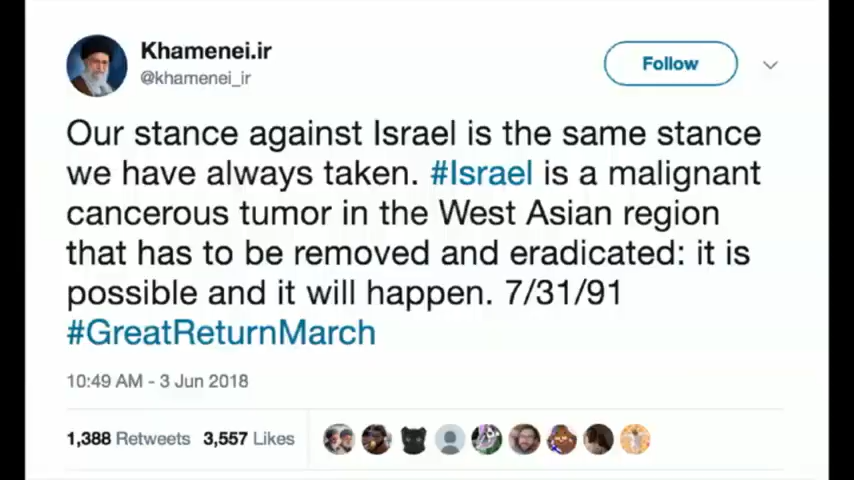 Khamenei.ir
@khamenei_ir
Follow
Our stance against Israel is the same stance
we have always taken. #Israel is a malignant
cancerous tumor in the West Asian region
that has to be removed and eradicated: it is
possible and it will happen. 7/31/91
#GreatReturnMarch
10:49 AM - 3 Jun 2018
1,388 Retweets 3,557 Likes